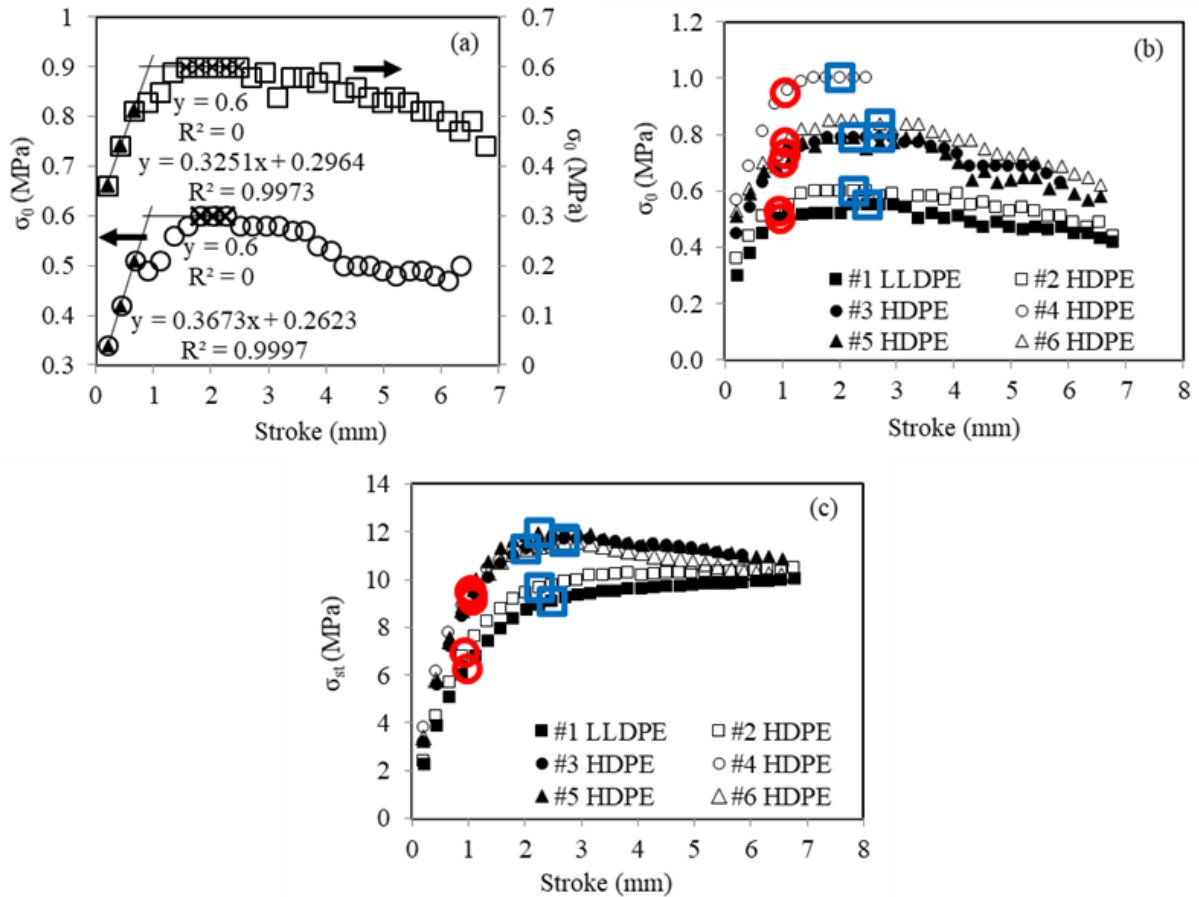 (a)
σ₀ (MPa)
1
0.9
0.8
0.7
0.6
0.5
0.4
0.3
0.7
0.6
0.5
0.4
0.3
0.2
0.1
0
σ₀ (MPa)
y = 0.6
R² = 0
y = 0.3251x + 0.2964
R² = 0.9973
y = 0.6
R² = 0
y = 0.3673x + 0.2623
R² = 0.9997
0 1 2 3 4 5 6 7
Stroke (mm)
(b)
σ₀ (MPa)
1.2
1.0
0.8
0.6
0.4
0.2
0.0
#1 LLDPE #2 HDPE
#3 HDPE #4 HDPE
#5 HDPE #6 HDPE
0 1 2 3 4 5 6 7 8
Stroke (mm)
(c)
σst (MPa)
14
12
10
8
6
4
2
0
#1 LLDPE #2 HDPE
#3 HDPE #4 HDPE
#5 HDPE #6 HDPE
0 1 2 3 4 5 6 7 8
Stroke (mm)